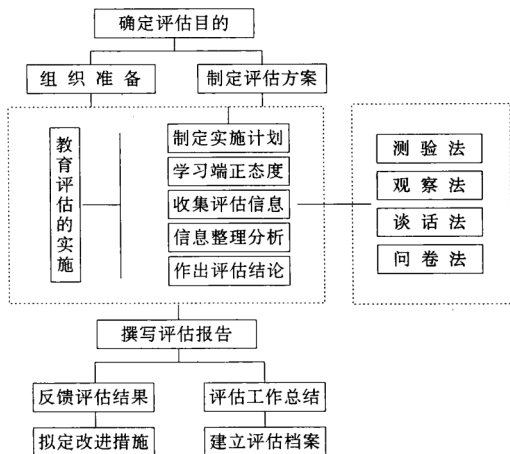 确定评估目的
组织准备
制定评估方案
教育评估的实施
制定实施计划
学习端正态度
收集评估信息
信息整理分析
作出评估结论
测验法
观察法
谈话法
问卷法
撰写评估报告
反馈评估结果
评估工作总结
拟定改进措施
建立评估档案